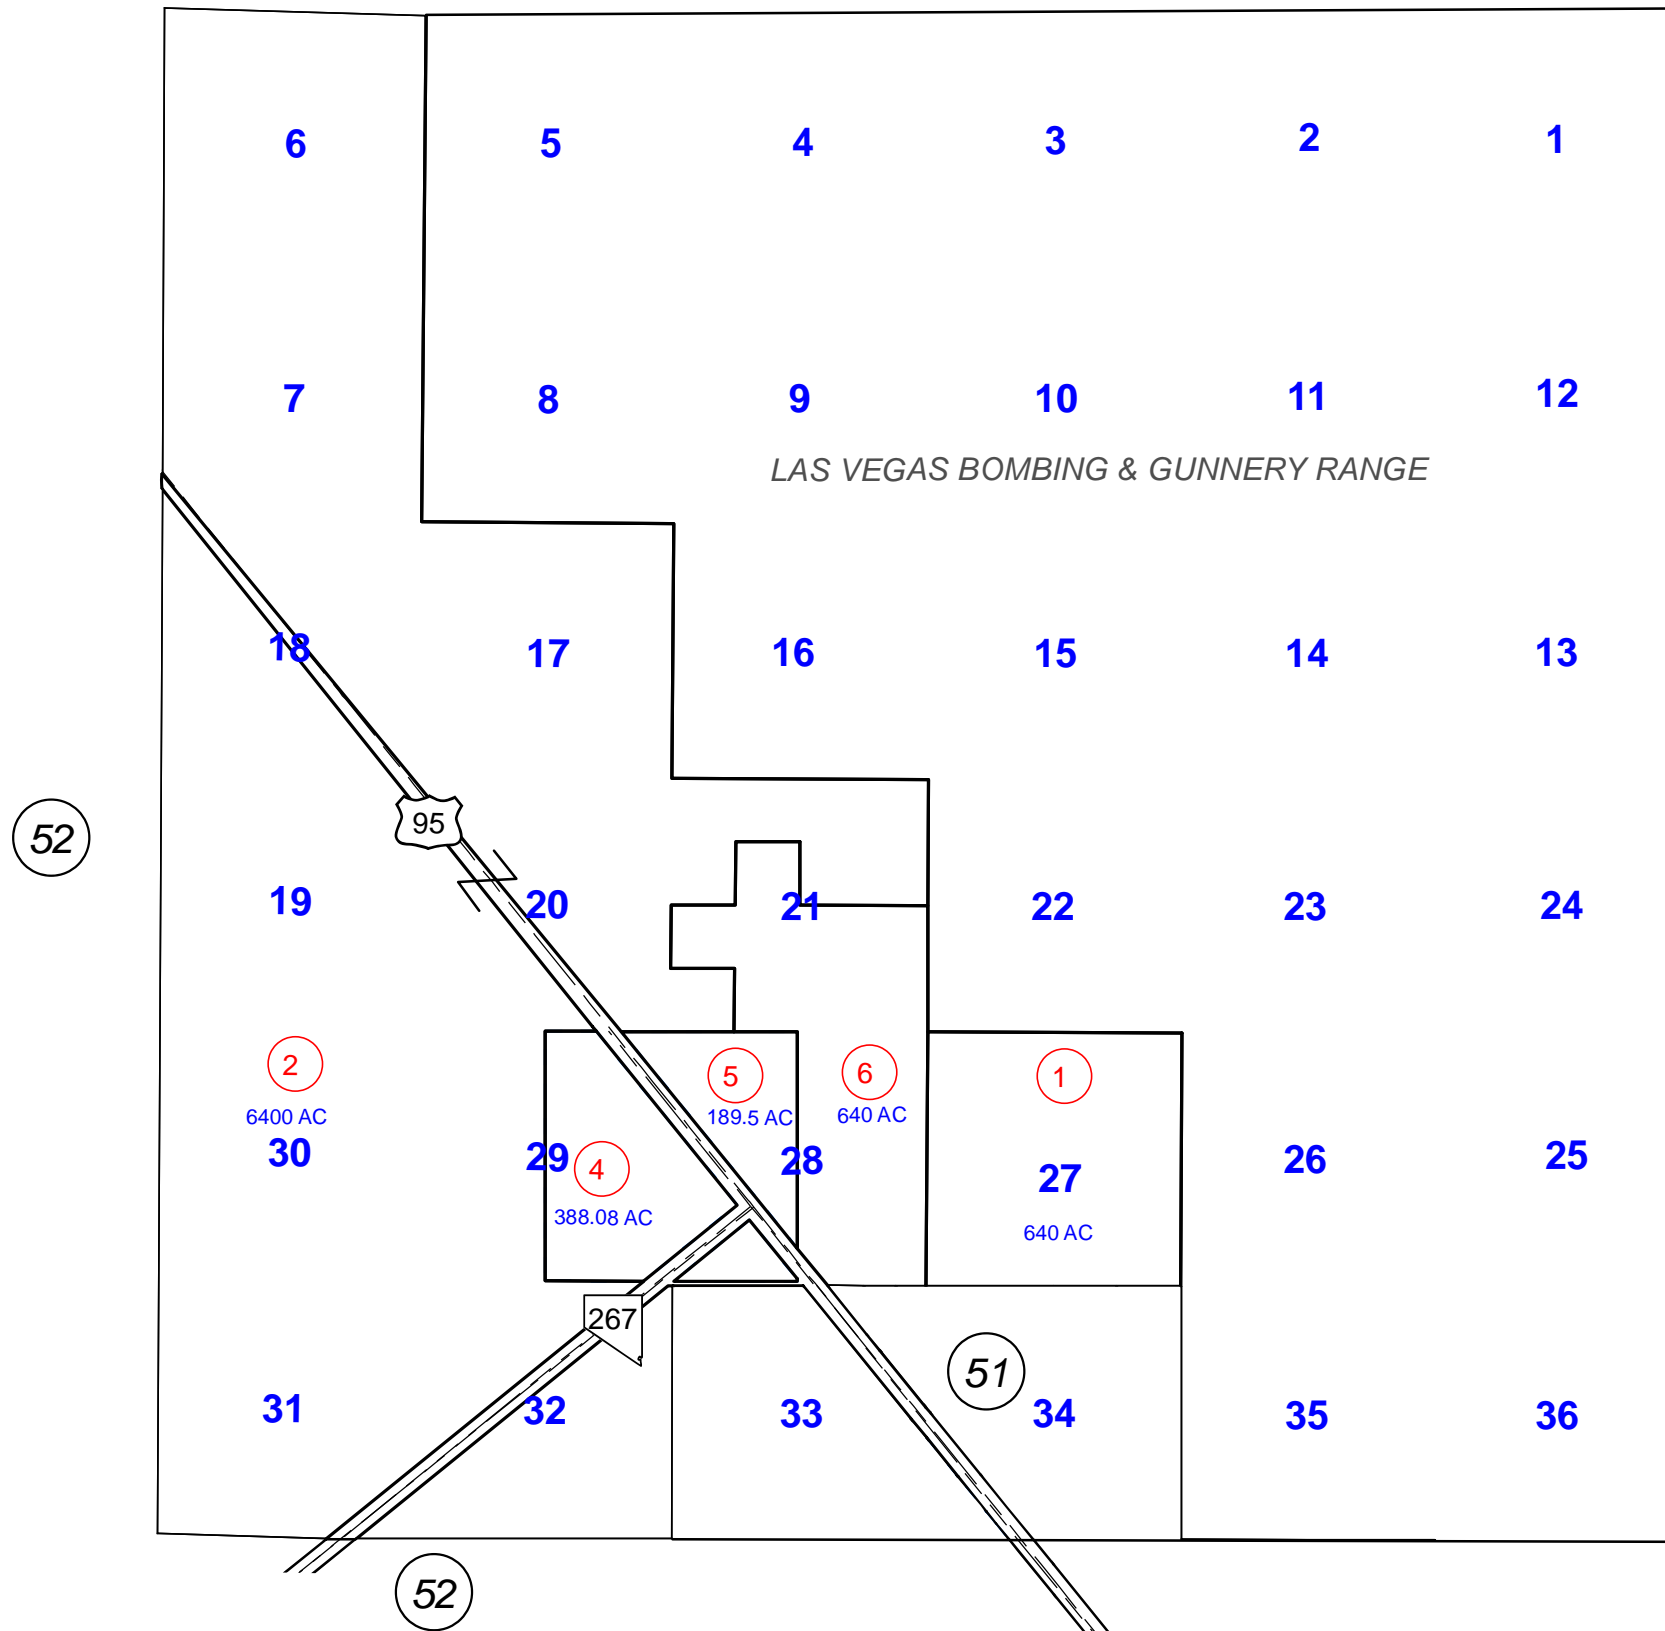 6 5 4 3 2 1
7 8 9 10 11 12
LAS VEGAS BOMBING & GUNNERY RANGE
18 17 16 15 14 13
95
52
19 20 21 22 23 24
2 5 6 1
6400 AC 189.5 AC 640 AC
30 29 4 28 27 26 25
388.08 AC 640 AC
267
51
31 32 33 34 35 36
52